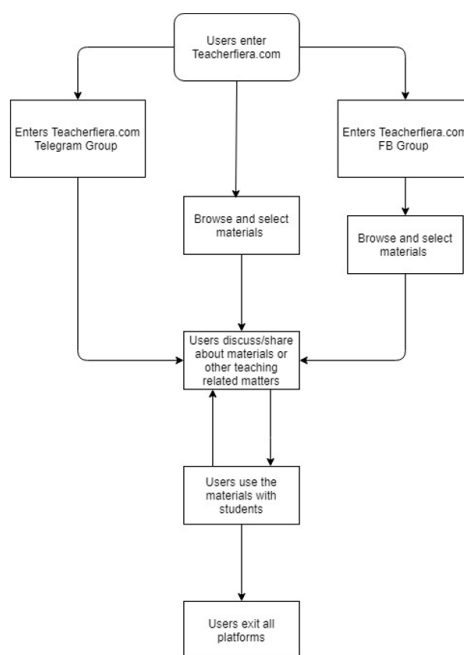 Users enter
Teacherfiera.com
Enters Teacherfiera.com
Telegram Group
Enters Teacherfiera.com
FB Group
Browse and select
materials
Browse and select
materials
Users discuss/share
about materials or
other teaching
related matters
Users use the
materials with
students
Users exit all
platforms